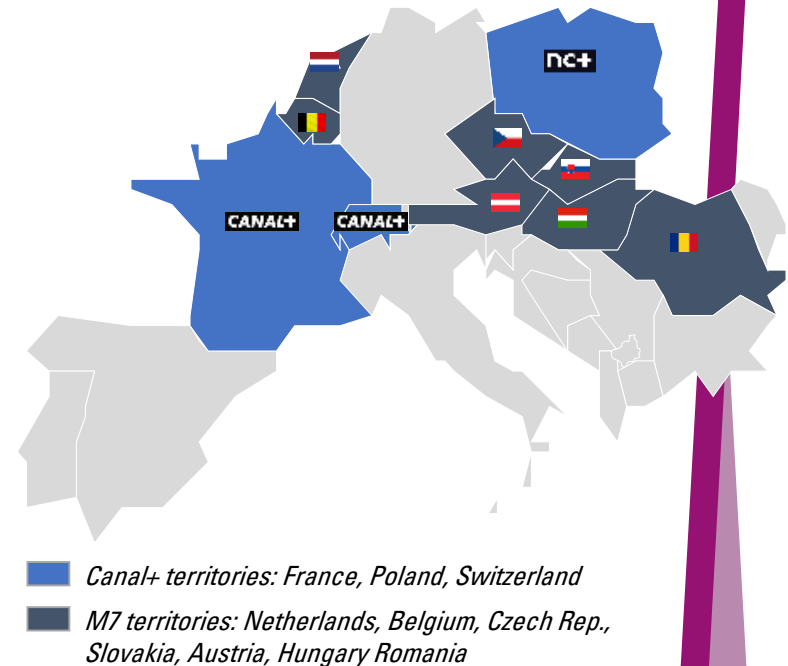 nc+
CANAL+ CANAL+
Canal+ territories: France, Poland, Switzerland
M7 territories: Netherlands, Belgium, Czech Rep.,
Slovakia, Austria, Hungary Romania